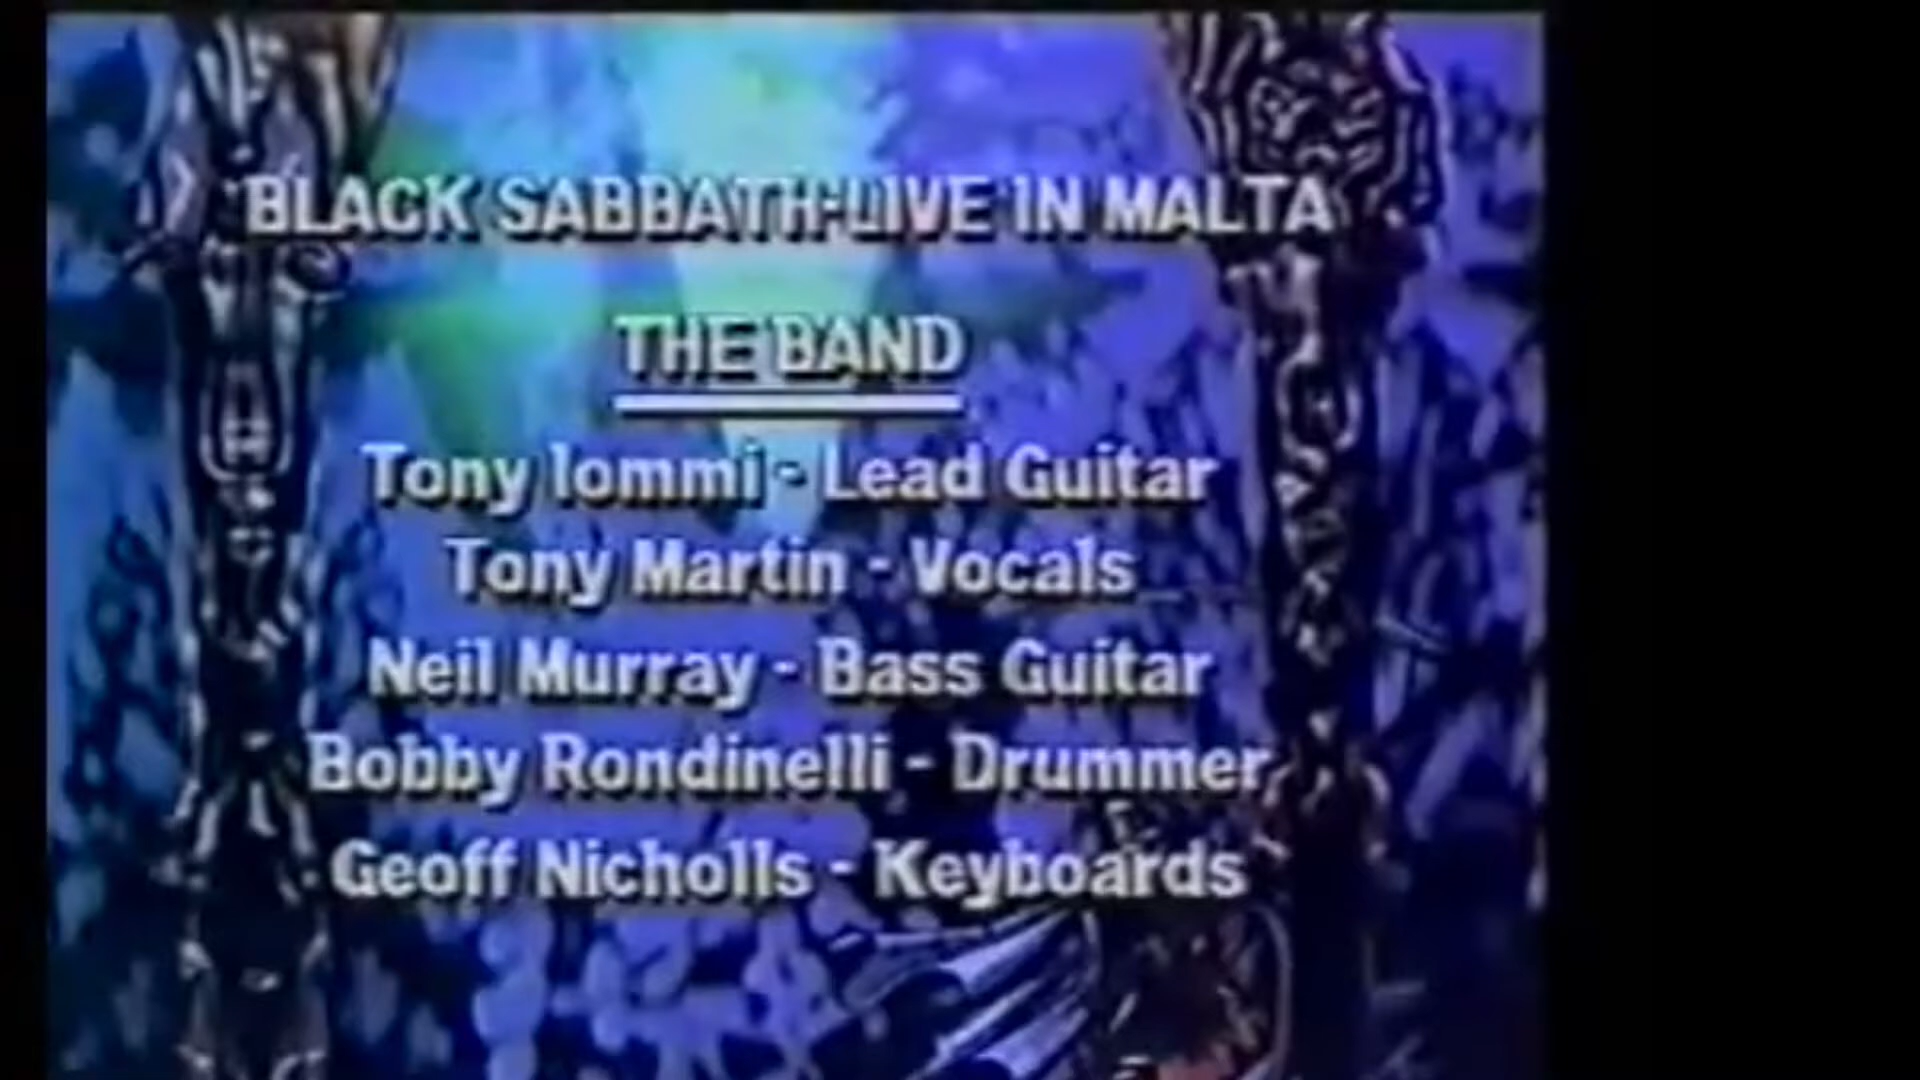 BLACK SABBATH-LIVE IN MALTA
THE BAND
Tony Iommi - Lead Guitar
Tony Martin - Vocals
Neil Murray - Bass Guitar
Bobby Rondinelli - Drummer
Geoff Nicholls - Keyboards